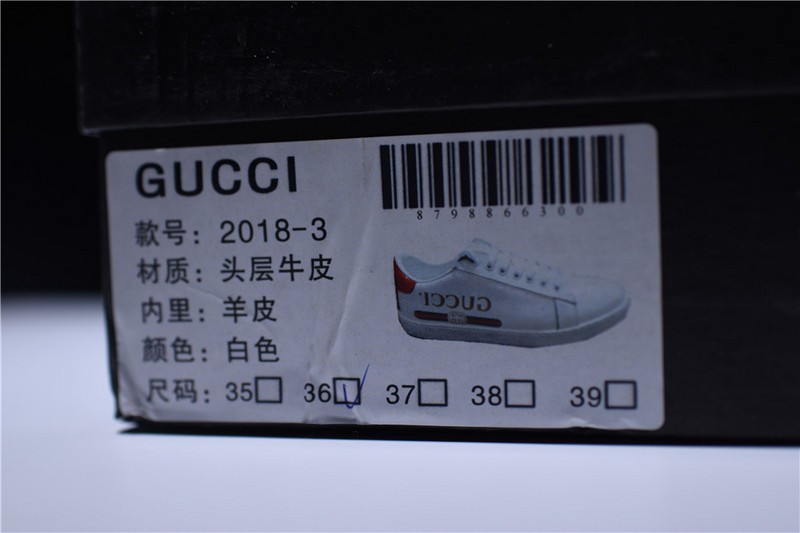 GUCCI
8798866300
款号：2018-3
材质：头层牛皮
内里：羊皮
颜色：白色
尺码：35 36 37 38 39
GUCCI.